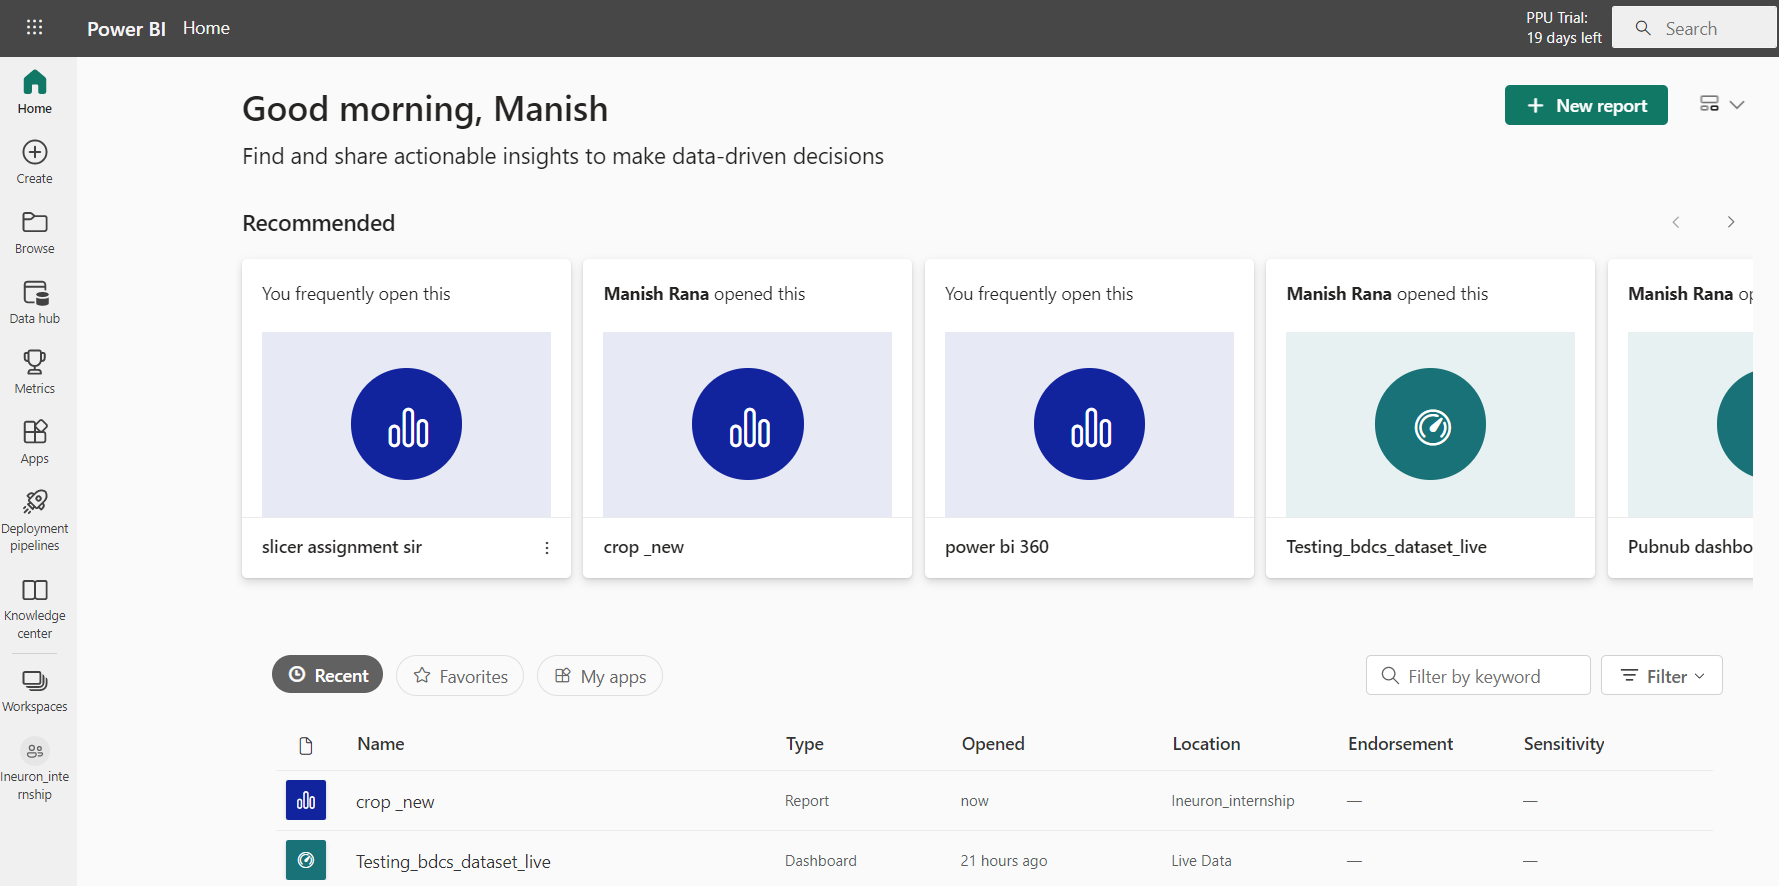 Power BI Home
PPU Trial:
19 days left
Search
Home
Create
Browse
Data hub
Metrics
Apps
Deployment
pipelines
Knowledge
center
Workspaces
Ineuron_inte
rnship
Good morning, Manish
New report
Find and share actionable insights to make data-driven decisions
Recommended
You frequently open this
slicer assignment sir
Manish Rana opened this
crop _new
You frequently open this
power bi 360
Manish Rana opened this
Testing_bdcs_dataset_live
Manish Rana op
Pubnub dashbo
Recent Favorites My apps Filter by keyword Filter
Name Type Opened Location Endorsement Sensitivity
crop _new Report now Ineuron_internship — —
Testing_bdcs_dataset_live Dashboard 21 hours ago Live Data — —